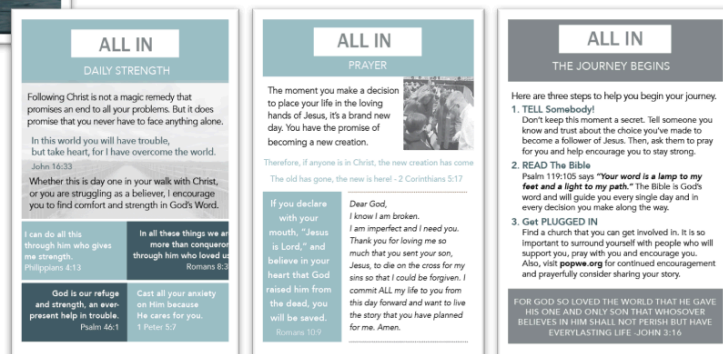 ALL IN
DAILY STRENGTH
Following Christ is not a magic remedy that
promises an end to all your problems. But it does
promise that you never have to face anything alone.
In this world you will have trouble,
but take heart, for I have overcome the world.
John 16:33
Whether this is day one in your walk with Christ,
or you are struggling as a believer, I encourage
you to find comfort and strength in God's Word.
I can do all this
through him who gives
me strength.
Philippians 4:13
In all these things we are
more than conqueror
through him who loved us
Romans 8:3
God is our refuge
and strength, an ever-
present help in trouble.
Psalm 46:1
Cast all your anxiety
on Him because
He cares for you.
1 Peter 5:7
ALL IN
PRAYER
The moment you make a decision
to place your life in the loving
hands of Jesus, it's a brand new
day. You have the promise of
becoming a new creation.
Therefore, if anyone is in Christ, the new creation has come
The old has gone, the new is here! - 2 Corinthians 5:17
If you declare
with your
mouth, "Jesus
is Lord," and
believe in your
heart that God
raised him from
the dead, you
will be saved.
Romans 10:9
Dear God,
I know I am broken.
I am imperfect and I need you.
Thank you for loving me so
much that you sent your son,
Jesus, to die on the cross for my
sins so that I could be forgiven. I
commit ALL my life to you from
this day forward and want to live
the story that you have planned
for me. Amen.
ALL IN
THE JOURNEY BEGINS
Here are three steps to help you begin your journey.
1. TELL Somebody!
Don't keep this moment a secret. Tell someone you
know and trust about the choice you've made to
become a follower of Jesus. Then, ask them to pray
for you and help encourage you to stay strong.
2. READ The Bible
Psalm 119:105 says "Your word is a lamp to my
feet and a light to my path." The Bible is God's
word and will guide you every single day and in
every decision you make along the way.
3. Get PLUGGED IN
Find a church that you can get involved in. It is so
important to surround yourself with people who will
support you, pray with you and encourage you.
Also, visit popwe.org for continued encouragement
and prayerfully consider sharing your story.
FOR GOD SO LOVED THE WORLD THAT HE GAVE
HIS ONE AND ONLY SON THAT WHOSOVER
BELIEVES IN HIM SHALL NOT PERISH BUT HAVE
EVERYLASTING LIFE -JOHN 3:16